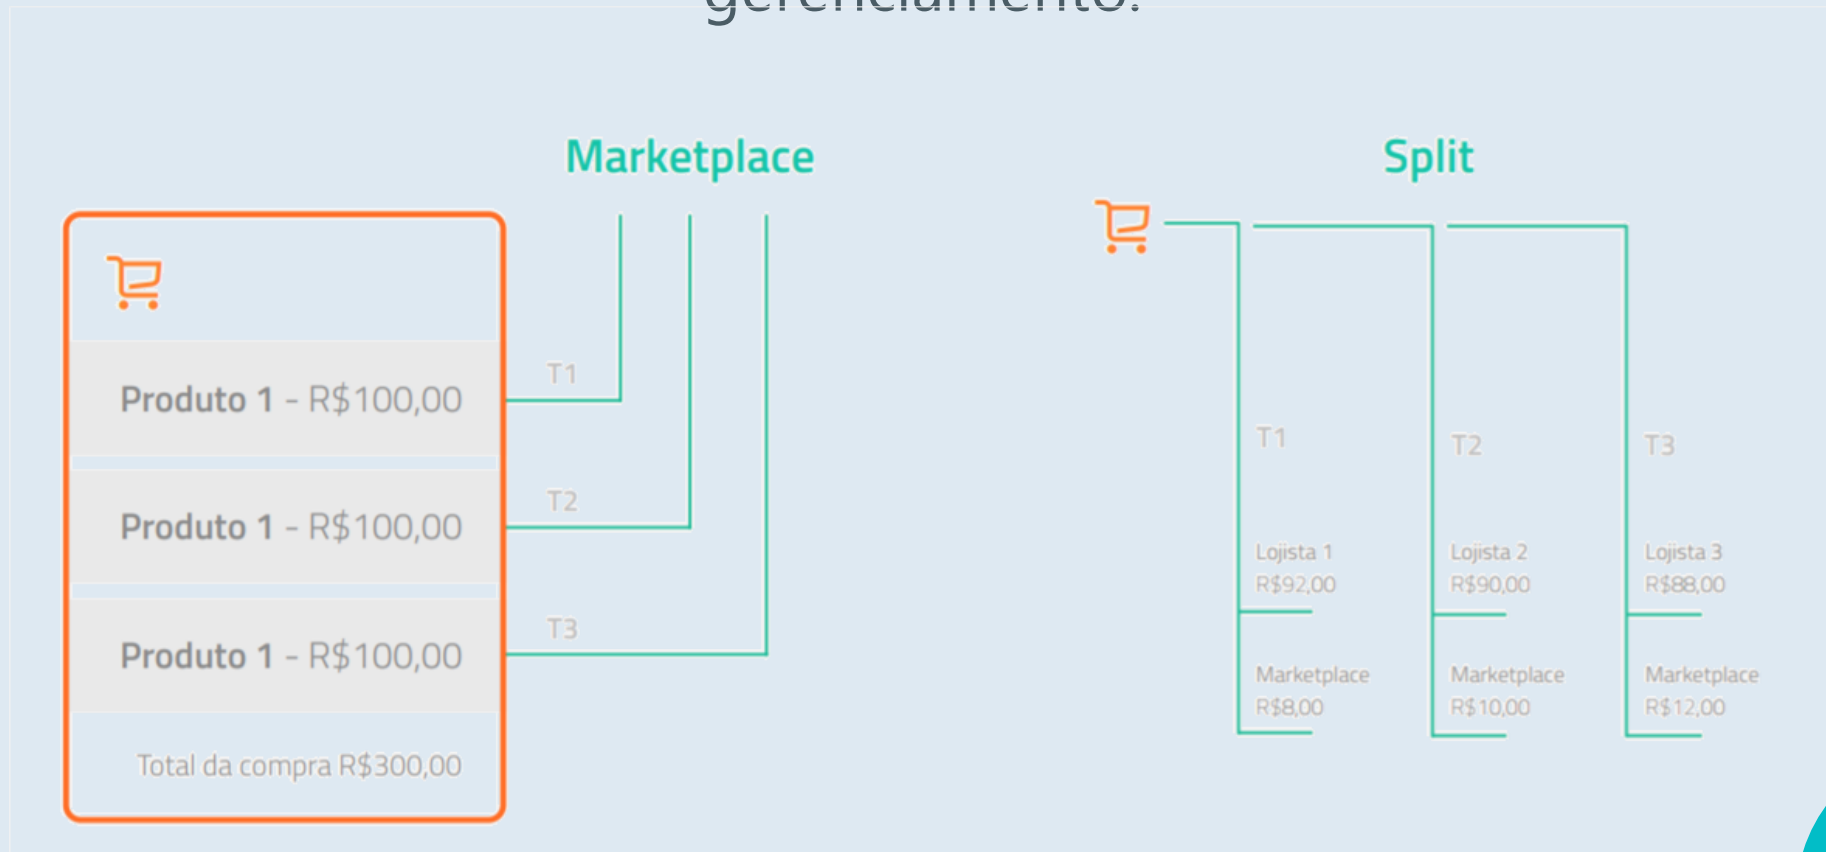 gerenciamento.
Marketplace
Produto 1 - R$100,00
Produto 1 - R$100,00
Produto 1 - R$100,00
Total da compra R$300,00
T1
T2
T3
Split
T1
Lojista 1
R$92,00
Marketplace
R$8,00
T2
Lojista 2
R$90,00
Marketplace
R$10,00
T3
Lojista 3
R$88,00
Marketplace
R$12,00